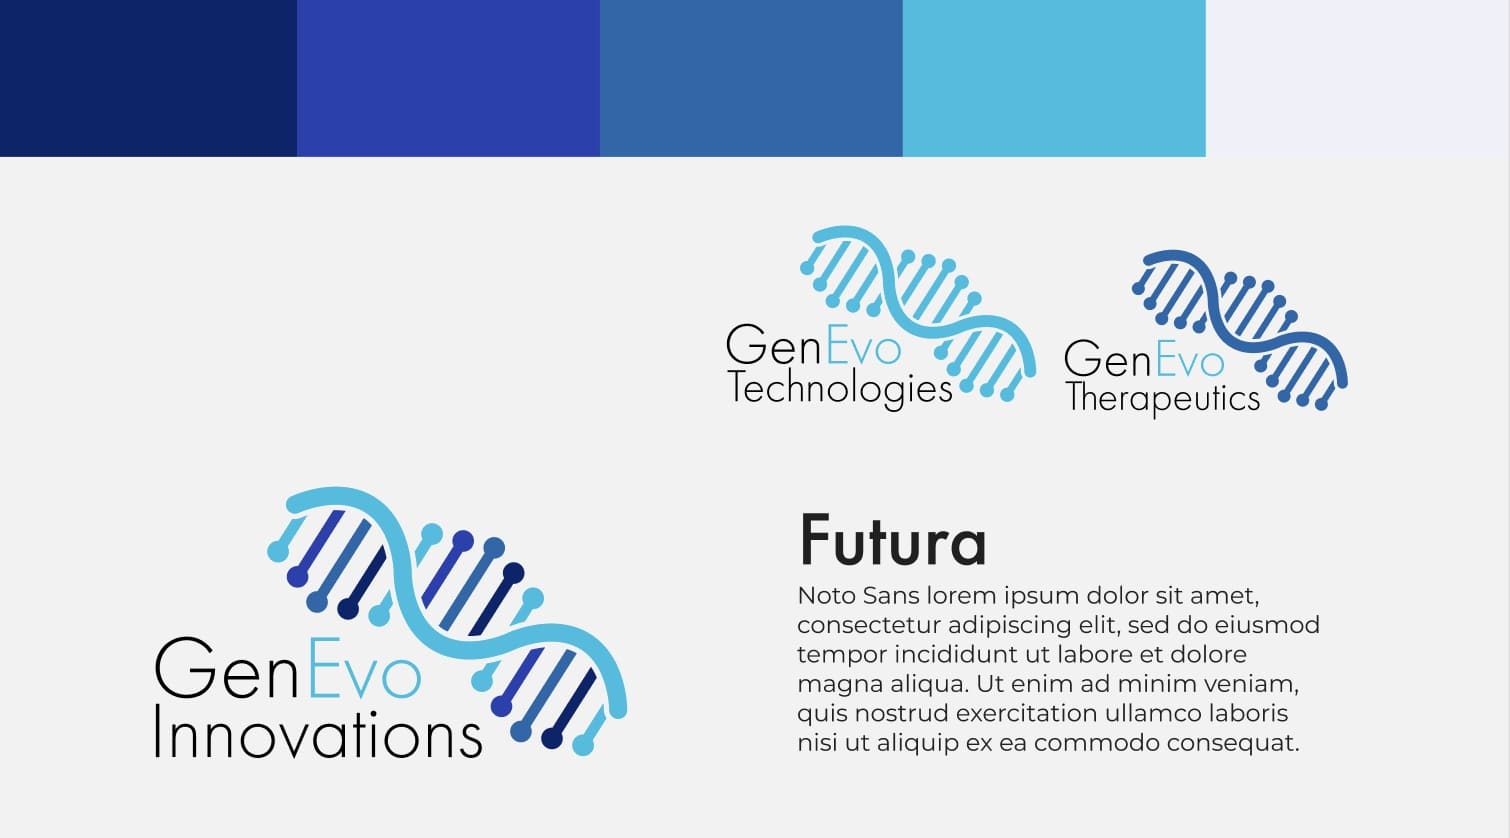 GenEvo
Technologies
GenEvo
Therapeutics
GenEvo
Innovations
Futura
Noto Sans lorem ipsum dolor sit amet,
consectetur adipiscing elit, sed do eiusmod
tempor incididunt ut labore et dolore
magna aliqua. Ut enim ad minim veniam,
quis nostrud exercitation ullamco laboris
nisi ut aliquip ex ea commodo consequat.